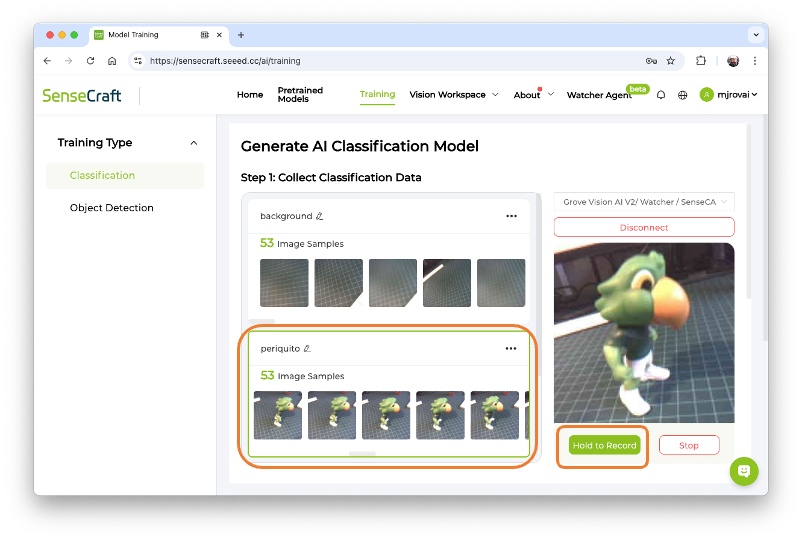 Model Training
https://sensecraft.seeed.cc/ai/training
SenseCraft
Home
Pretrained
Models
Training
Vision Workspace
About
Watcher Agent
beta
mjrovai
Training Type
Classification
Object Detection
Generate AI Classification Model
Step 1: Collect Classification Data
background
53 Image Samples
periquito
53 Image Samples
Grove Vision AI V2/ Watcher / SenseCA
Disconnect
Hold to Record
Stop